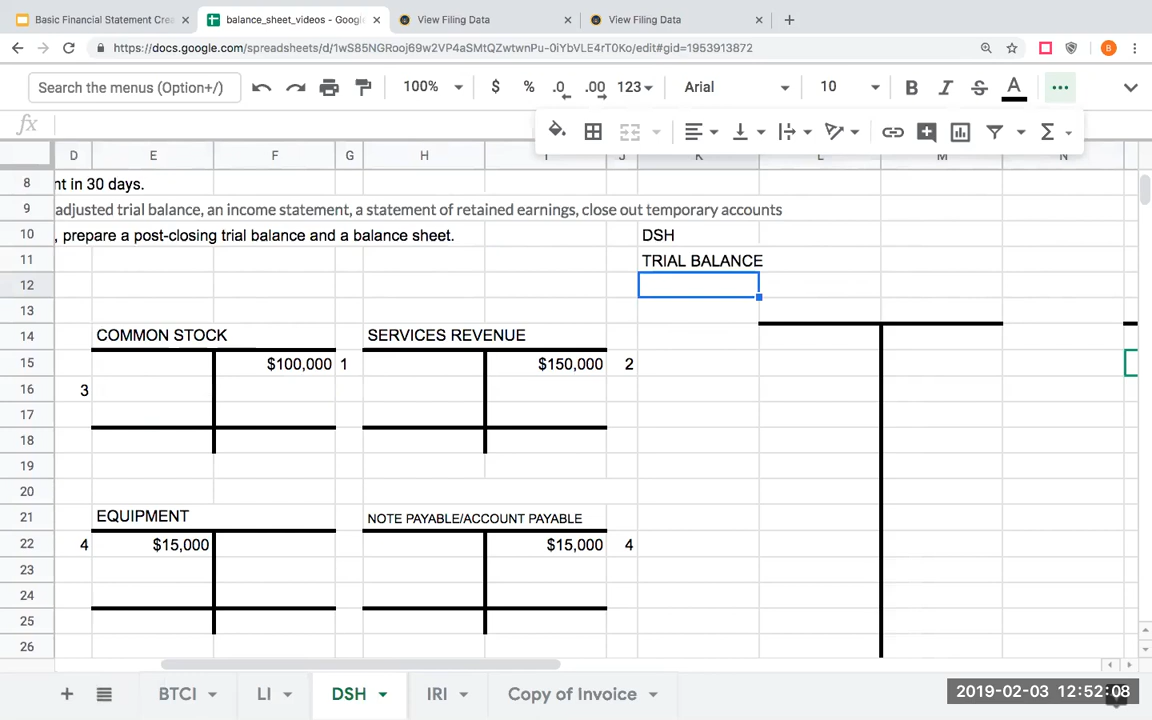 Basic Financial Statement Crea
balance_sheet_videos - Googl
View Filing Data
View Filing Data
https://docs.google.com/spreadsheets/d/1wS85NGRooj69w2VP4aSMtQZwtwnPu-0iYbVLE4rT0Ko/edit#gid=1953913872
B
Search the menus (Option+/)
100%
$ % .0 .00 123
Arial
10
B I S A
fx
D E F G H I J K L M N
8 nt in 30 days.
9 adjusted trial balance, an income statement, a statement of retained earnings, close out temporary accounts
10 , prepare a post-closing trial balance and a balance sheet. DSH
11 TRIAL BALANCE
12
13
14 COMMON STOCK SERVICES REVENUE
15 $100,000 1 $150,000 2
16 3
17
18
19
20
21 EQUIPMENT NOTE PAYABLE/ACCOUNT PAYABLE
22 4 $15,000 $15,000 4
23
24
25
26
BTCI LI DSH IRI Copy of Invoice
2019-02-03 12:52:08